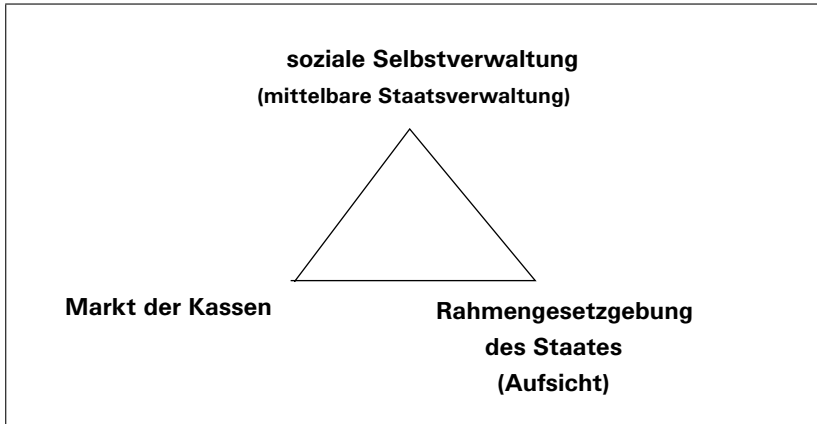 soziale Selbstverwaltung
(mittelbare Staatsverwaltung)
Markt der Kassen
Rahmengesetzgebung
des Staates
(Aufsicht)